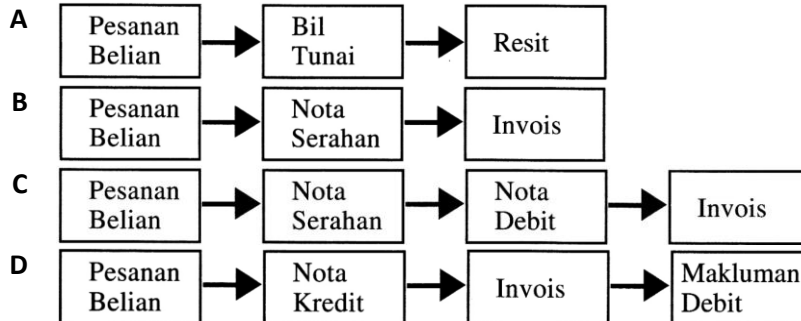 A
Pesanan
Belian
Bil
Tunai
Resit
B
Pesanan
Belian
Nota
Serahan
Invois
C
Pesanan
Belian
Nota
Serahan
Nota
Debit
Invois
D
Pesanan
Belian
Nota
Kredit
Invois
Makluman
Debit